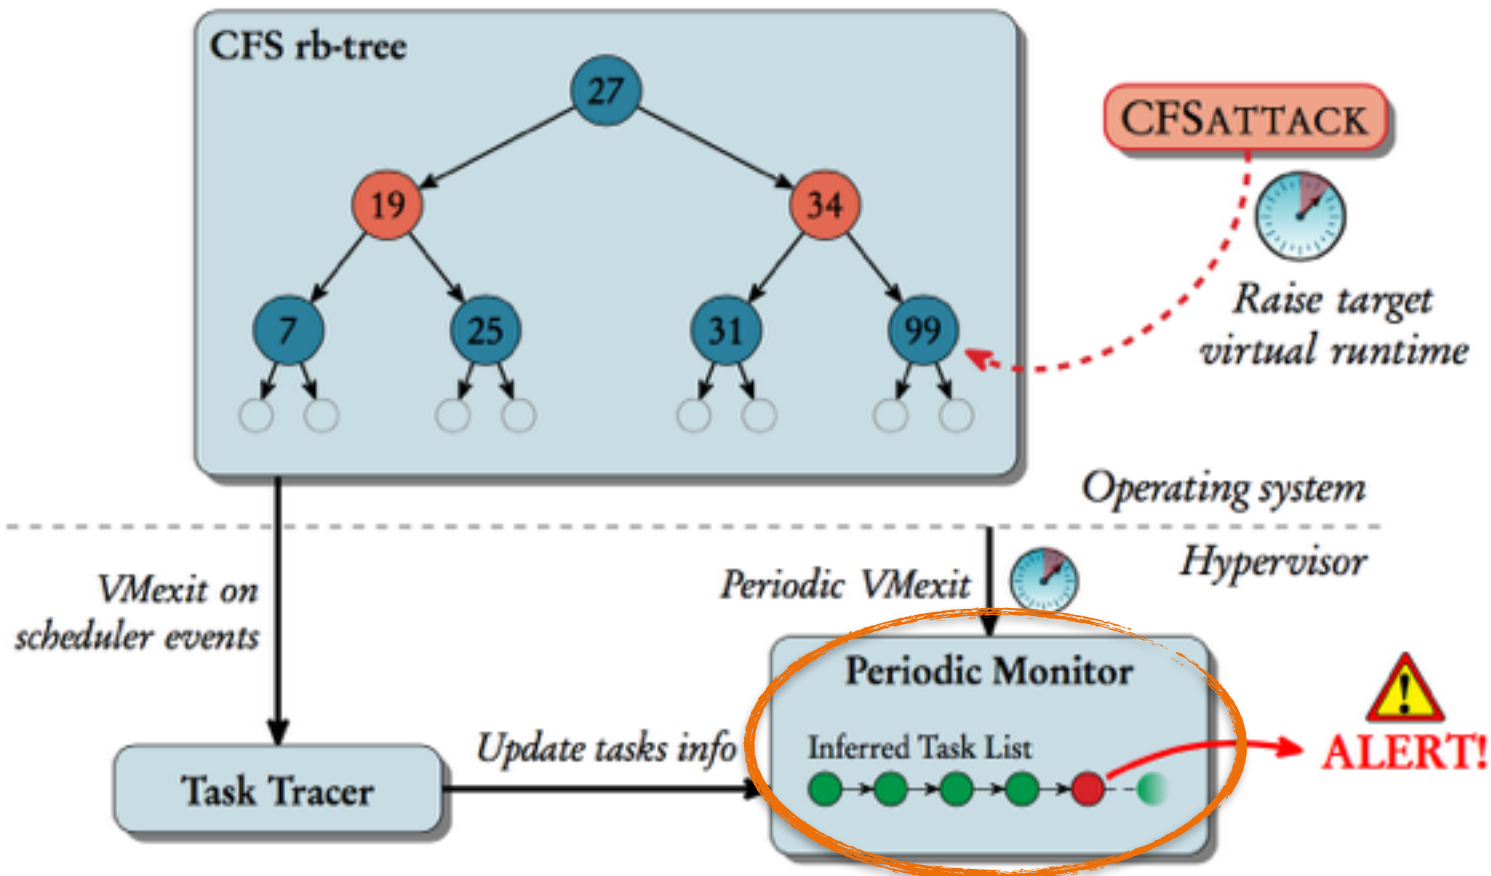 CFS rb-tree
27
19
34
7
25
31
99
CFSATTACK
Raise target
virtual runtime
Operating system
Hypervisor
VMexit on
scheduler events
Periodic VMexit
Periodic Monitor
Inferred Task List
Update tasks info
Task Tracer
ALERT!